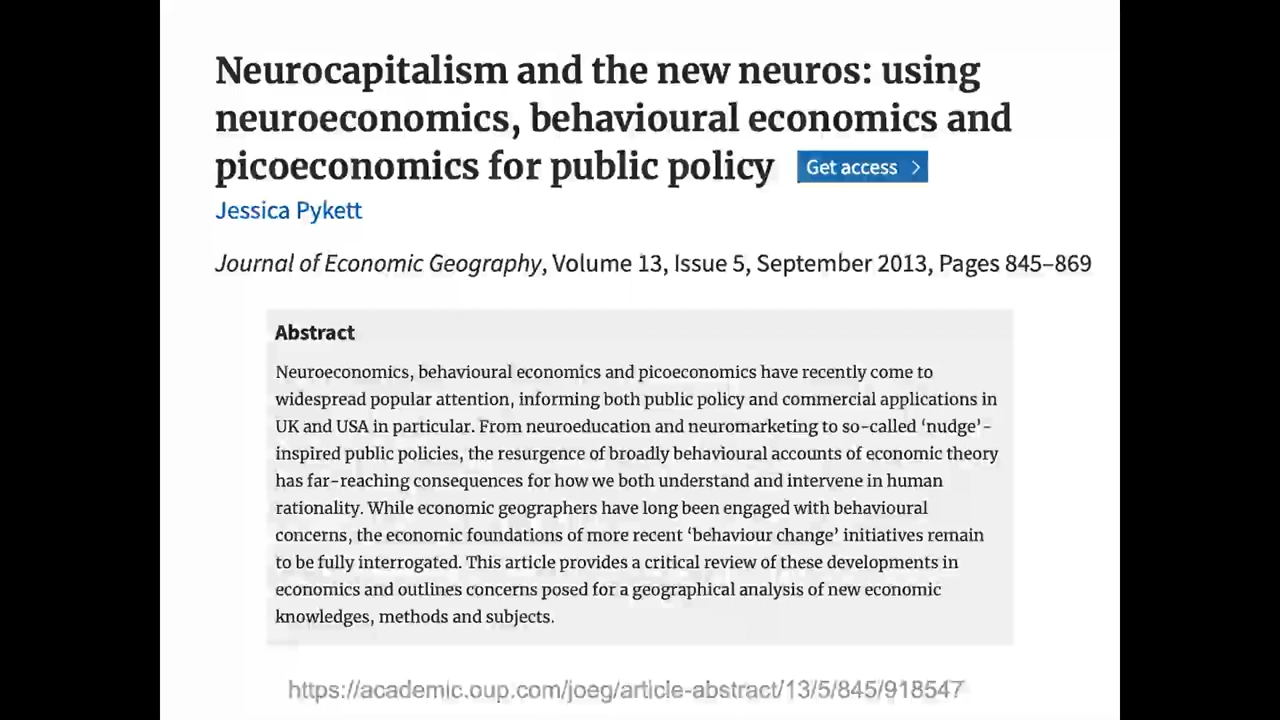 Neurocapitalism and the new neuros: using
neuroeconomics, behavioural economics and
picoeconomics for public policy Get access >
Jessica Pykett
Journal of Economic Geography, Volume 13, Issue 5, September 2013, Pages 845–869
Abstract
Neuroeconomics, behavioural economics and picoeconomics have recently come to
widespread popular attention, informing both public policy and commercial applications in
UK and USA in particular. From neuroeducation and neuromarketing to so-called ‘nudge’-
inspired public policies, the resurgence of broadly behavioural accounts of economic theory
has far-reaching consequences for how we both understand and intervene in human
rationality. While economic geographers have long been engaged with behavioural
concerns, the economic foundations of more recent ‘behaviour change’ initiatives remain
to be fully interrogated. This article provides a critical review of these developments in
economics and outlines concerns posed for a geographical analysis of new economic
knowledges, methods and subjects.
https://academic.oup.com/joeg/article-abstract/13/5/845/918547